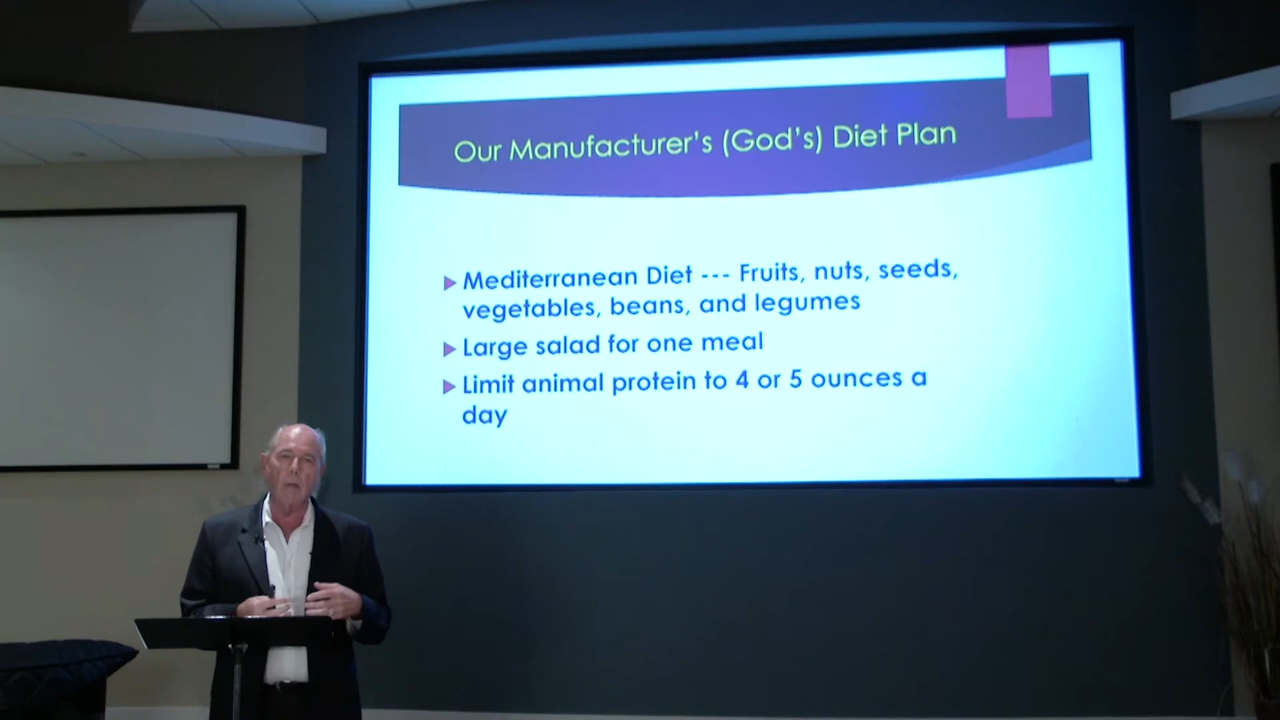 Our Manufacturer's (God's) Diet Plan
Mediterranean Diet --- Fruits, nuts, seeds,
vegetables, beans, and legumes
Large salad for one meal
Limit animal protein to 4 or 5 ounces a
day